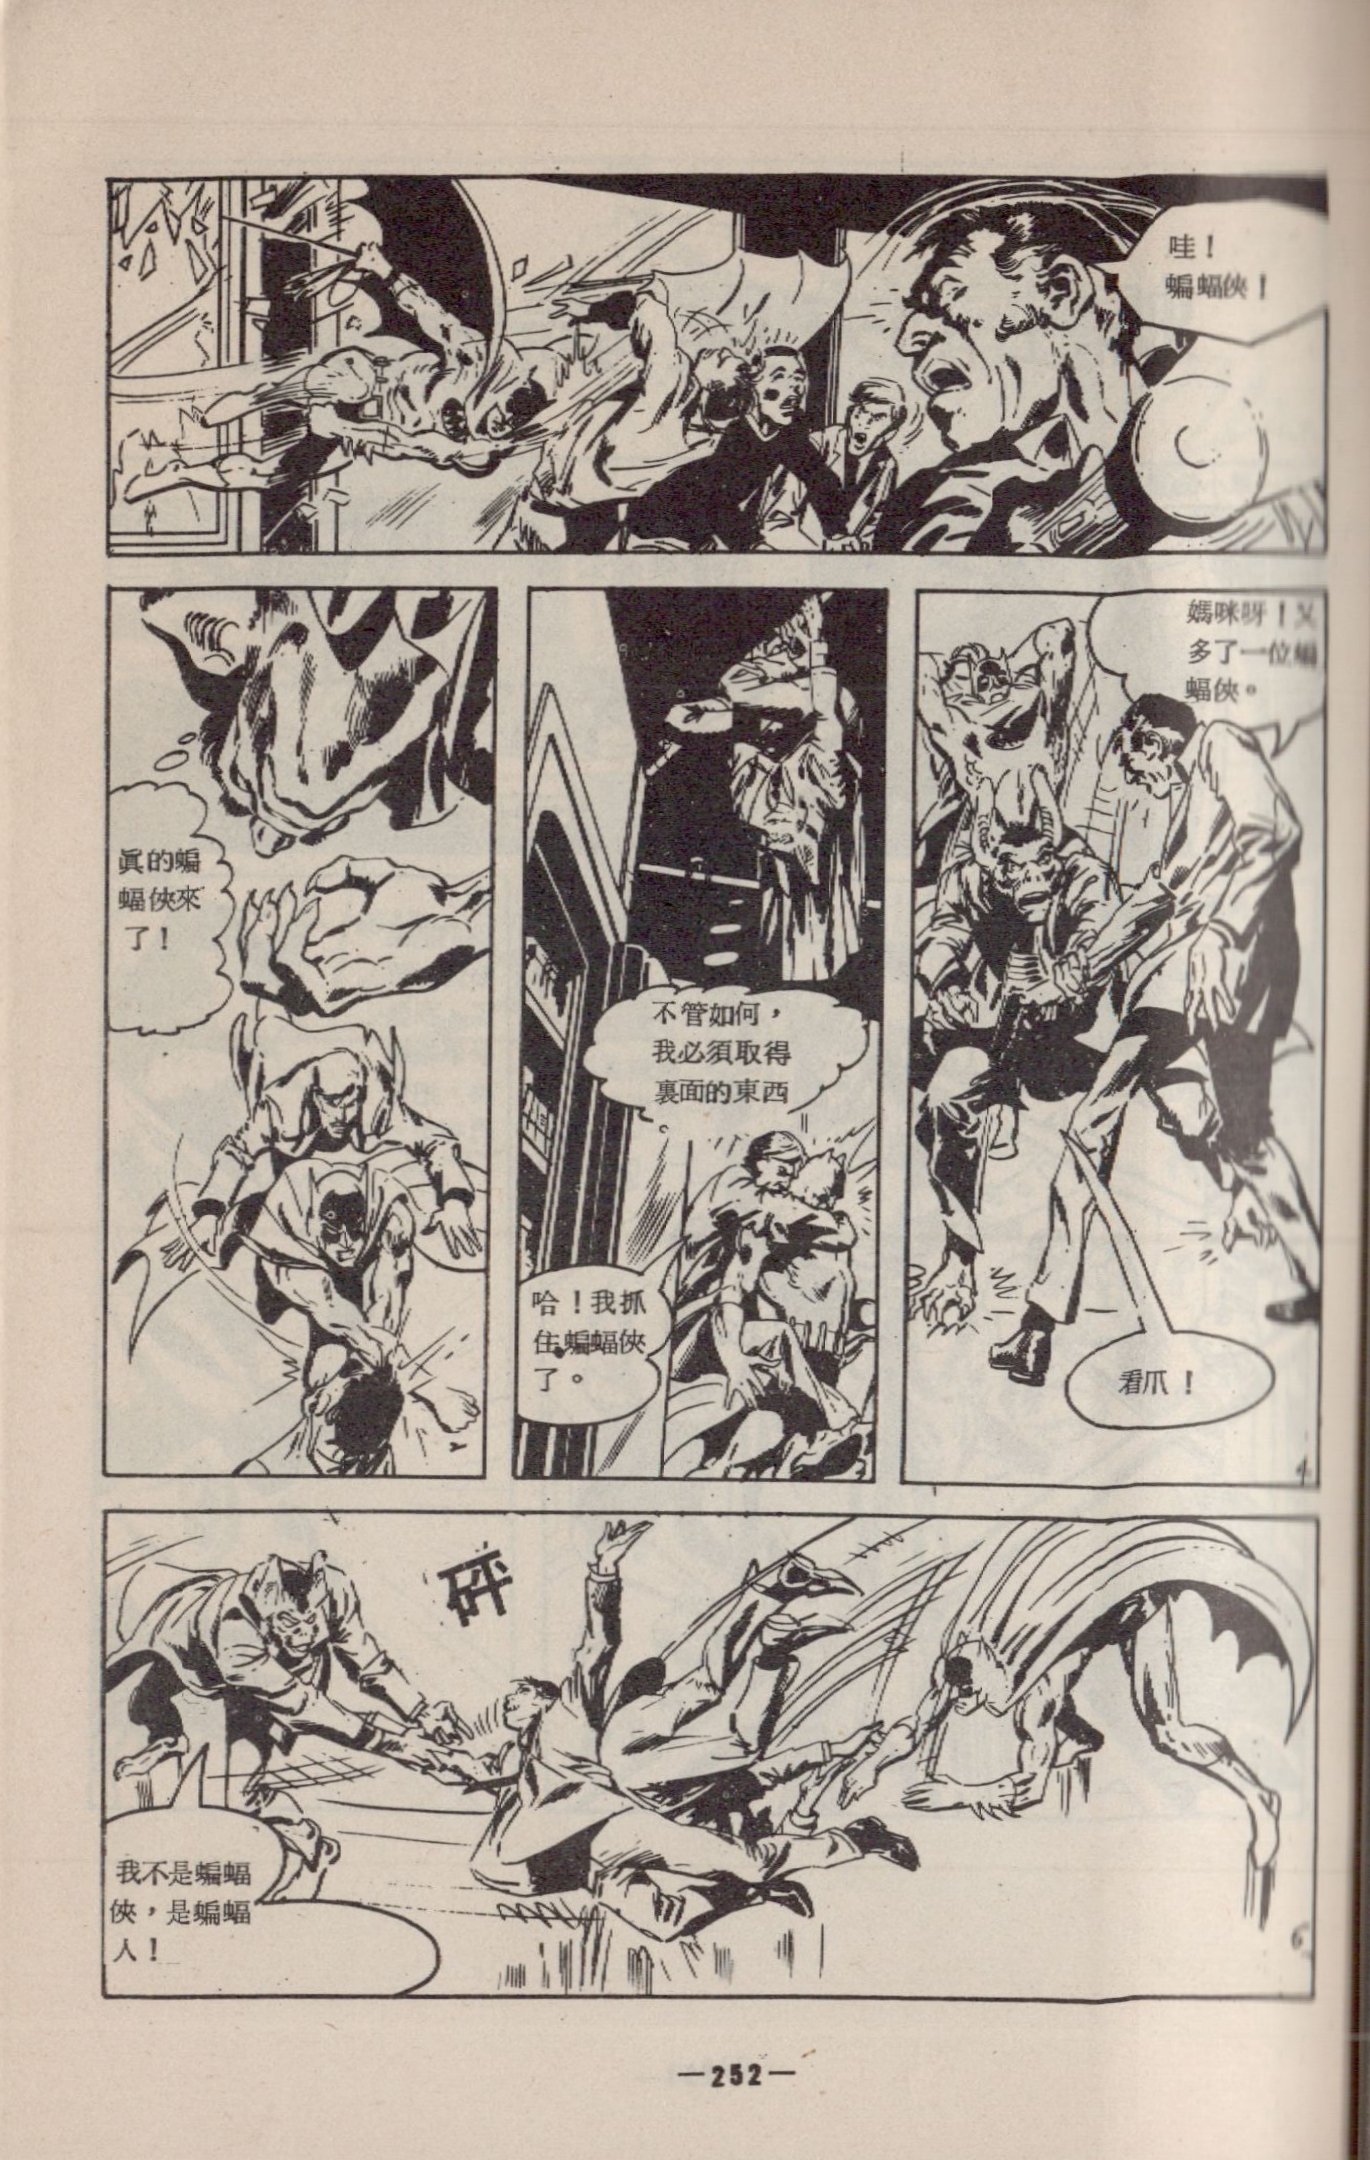 哇！
蝙蝠俠！
眞的蝙
蝠俠來
了！
不管如何，
我必須取得
裏面的東西
。
哈！我抓
住蝙蝠俠
了。
媽咪呀！又
多了一位蝙
蝠俠。
看爪！
4
砰
我不是蝙蝠
俠，是蝙蝠
人！
6
—252—